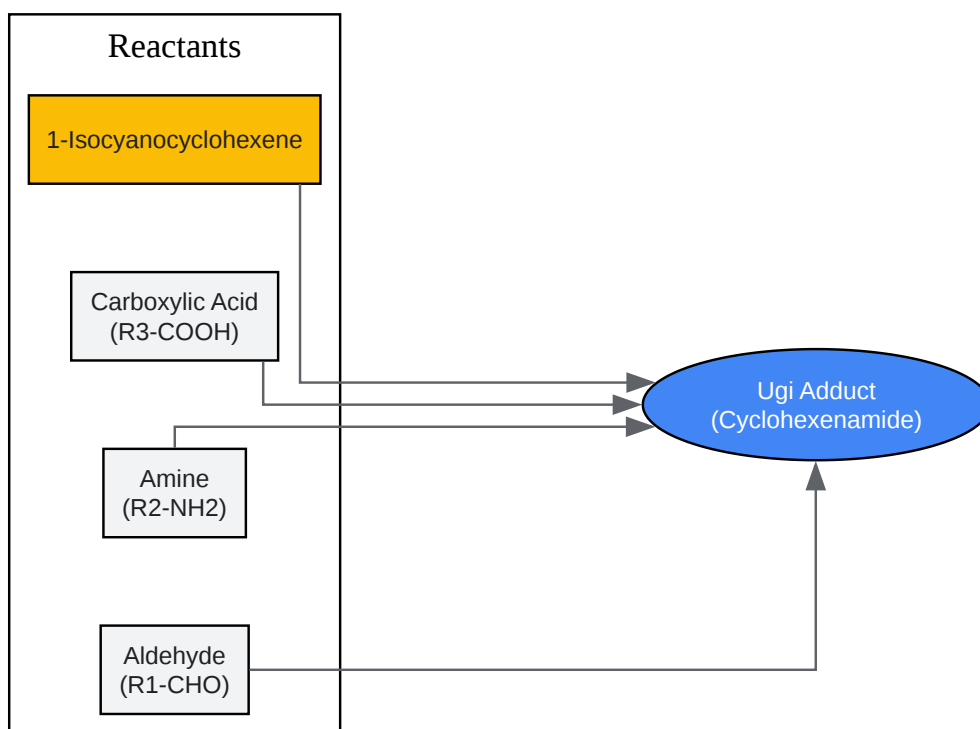 Reactants
1-Isocyanocyclohexene
Carboxylic Acid
(R3-COOH)
Ugi Adduct
(Cyclohexenamide)
Amine
(R2-NH2)
Aldehyde
(R1-CHO)